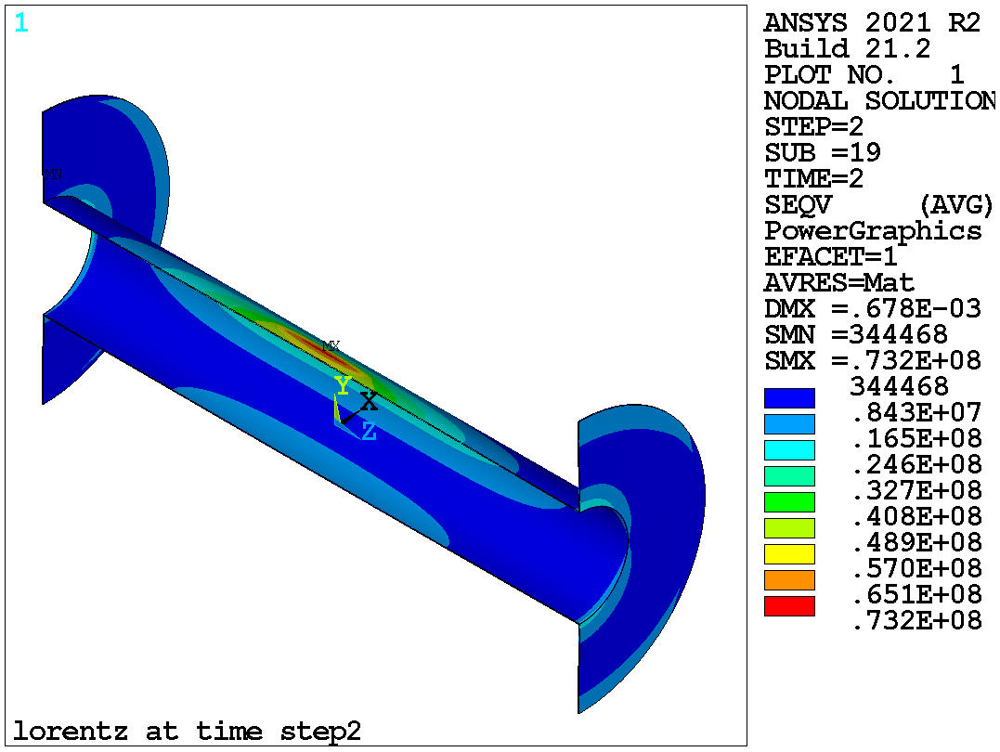 1
ANSYS 2021 R2
Build 21.2
PLOT NO. 1
NODAL SOLUTION
STEP=2
SUB =19
TIME=2
SEQV (AVG)
PowerGraphics
EFACET=1
AVRES=Mat
DMX =.678E-03
SMN =344468
SMX =.732E+08
344468
.843E+07
.165E+08
.246E+08
.327E+08
.408E+08
.489E+08
.570E+08
.651E+08
.732E+08
MN
MX
Y
X
Z
lorentz at time step2